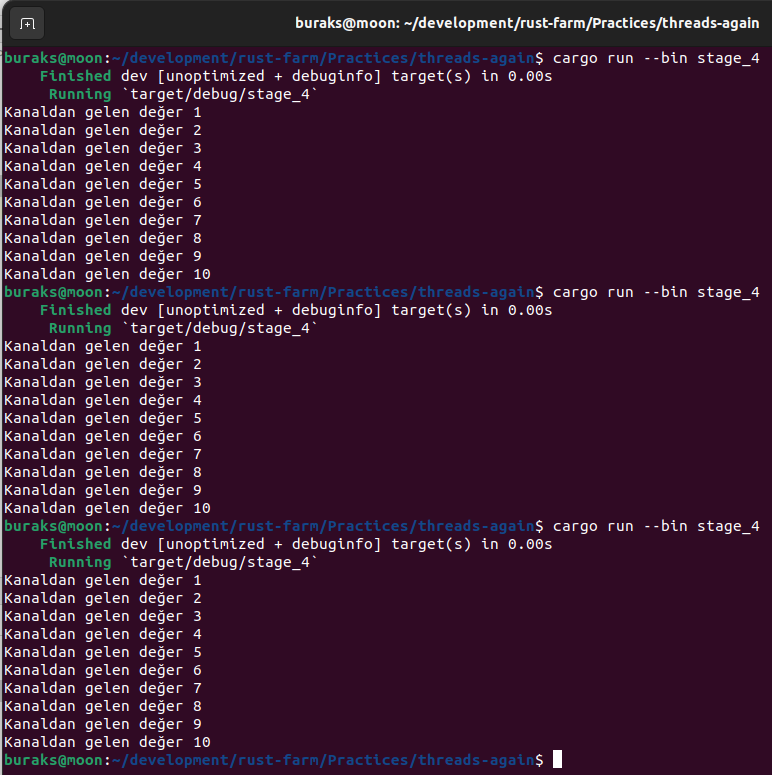 buraks@moon: ~/development/rust-farm/Practices/threads-again
buraks@moon:~/development/rust-farm/Practices/threads-again$ cargo run --bin stage_4
Finished dev [unoptimized + debuginfo] target(s) in 0.00s
Running `target/debug/stage_4`
Kanaldan gelen değer 1
Kanaldan gelen değer 2
Kanaldan gelen değer 3
Kanaldan gelen değer 4
Kanaldan gelen değer 5
Kanaldan gelen değer 6
Kanaldan gelen değer 7
Kanaldan gelen değer 8
Kanaldan gelen değer 9
Kanaldan gelen değer 10
buraks@moon:~/development/rust-farm/Practices/threads-again$ cargo run --bin stage_4
Finished dev [unoptimized + debuginfo] target(s) in 0.00s
Running `target/debug/stage_4`
Kanaldan gelen değer 1
Kanaldan gelen değer 2
Kanaldan gelen değer 3
Kanaldan gelen değer 4
Kanaldan gelen değer 5
Kanaldan gelen değer 6
Kanaldan gelen değer 7
Kanaldan gelen değer 8
Kanaldan gelen değer 9
Kanaldan gelen değer 10
buraks@moon:~/development/rust-farm/Practices/threads-again$ cargo run --bin stage_4
Finished dev [unoptimized + debuginfo] target(s) in 0.00s
Running `target/debug/stage_4`
Kanaldan gelen değer 1
Kanaldan gelen değer 2
Kanaldan gelen değer 3
Kanaldan gelen değer 4
Kanaldan gelen değer 5
Kanaldan gelen değer 6
Kanaldan gelen değer 7
Kanaldan gelen değer 8
Kanaldan gelen değer 9
Kanaldan gelen değer 10
buraks@moon:~/development/rust-farm/Practices/threads-again$